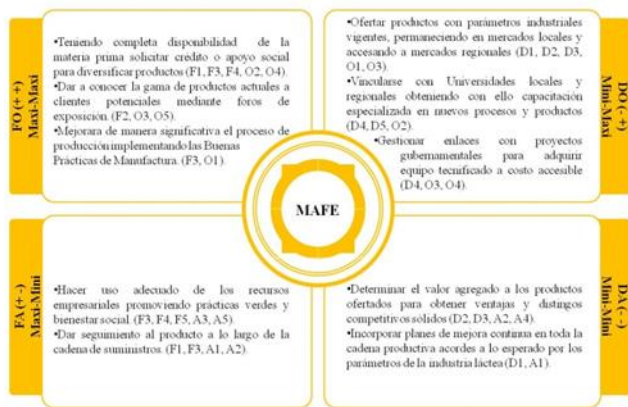 FO (+ +)
Maxi-Maxi
•Teniendo completa disponibilidad de la
materia prima solicitar crédito o apoyo social
para diversificar productos (F1, F3, F4, O2, O4).
•Dar a conocer la gama de productos actuales a
clientes potenciales mediante foros de
exposición. (F2, O3, O5).
•Mejorara de manera significativa el proceso de
producción implementando las Buenas
Prácticas de Manufactura. (F3, O1).
DO (- +)
Mini-Maxi
•Ofertar productos con parámetros industriales
vigentes, permaneciendo en mercados locales y
accesando a mercados regionales (D1, D2, D3,
O1, O3).
•Vincularse con Universidades locales y
regionales obteniendo con ello capacitación
especializada en nuevos procesos y productos
(D4, D5, O2).
•Gestionar enlaces con proyectos
gubernamentales para adquirir
equipo tecnificado a costo accesible
(D4, O3, O4).
MAFE
FA (+ -)
Maxi-Mini
•Hacer uso adecuado de los recursos
empresariales promoviendo prácticas verdes y
bienestar social. (F3, F4, F5, A3, A5).
•Dar seguimiento al producto a lo largo de la
cadena de suministros. (F1, F3, A1, A2).
DA (- -)
Mini-Mini
•Determinar el valor agregado a los productos
ofertados para obtener ventajas y distingos
competitivos sólidos (D2, D3, A2, A4).
•Incorporar planes de mejora continua en toda la
cadena productiva acordes a lo esperado por los
parámetros de la industria láctea (D1, A1).